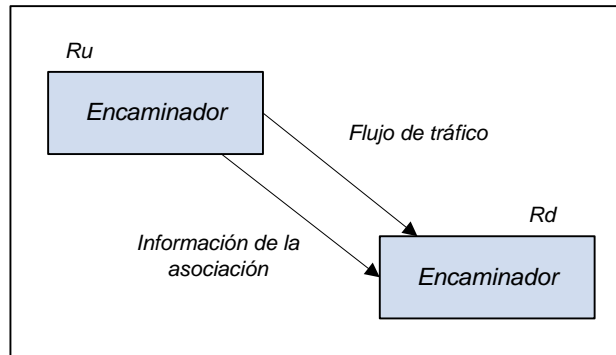 Ru
Encaminador
Flujo de tráfico
Rd
Información de la
asociación
Encaminador